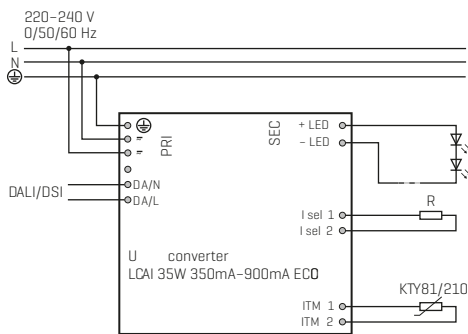 220–240 V
0/50/60 Hz
L
N
PRI
SEC
+ LED
– LED
DALI/DSI
DA/N
DA/L
I sel 1
I sel 2
R
U converter
LCAI 35W 350mA–900mA ECO
KTY81/210
ITM 1
ITM 2